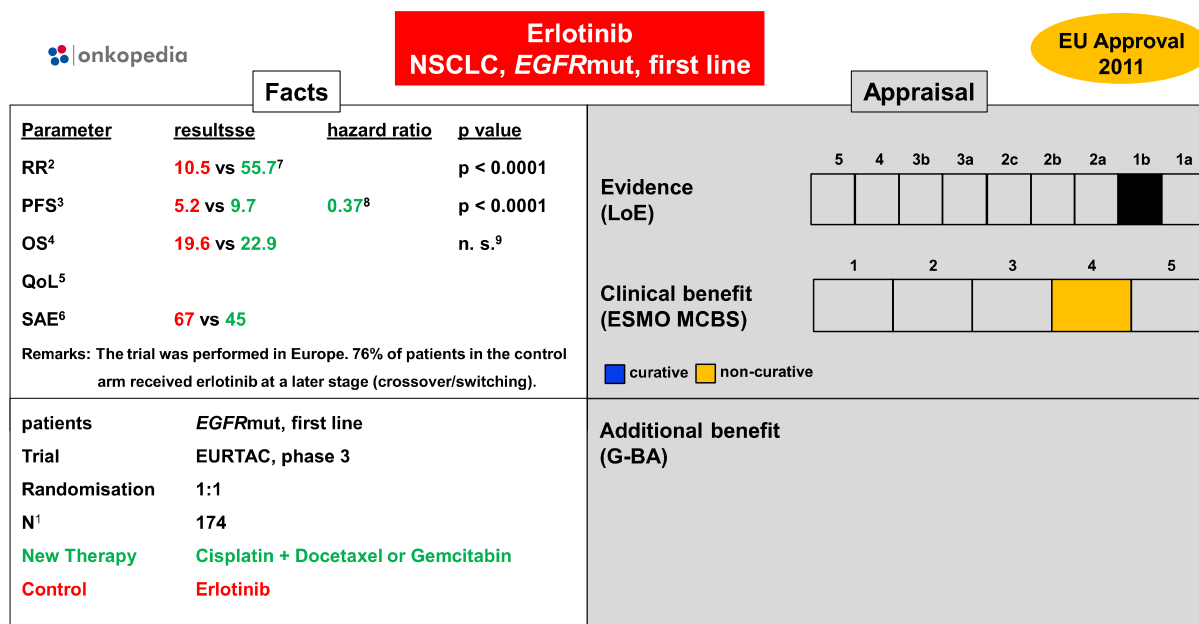 onkopedia
Erlotinib
NSCLC, EGFRmut, first line
EU Approval
2011
Facts
Parameter resultsse hazard ratio p value
RR² 10.5 vs 55.7⁷ p < 0.0001
PFS³ 5.2 vs 9.7 0.37⁸ p < 0.0001
OS⁴ 19.6 vs 22.9 n. s.⁹
QoL⁵
SAE⁶ 67 vs 45
Remarks: The trial was performed in Europe. 76% of patients in the control
arm received erlotinib at a later stage (crossover/switching).
patients EGFRmut, first line
Trial EURTAC, phase 3
Randomisation 1:1
N¹ 174
New Therapy Cisplatin + Docetaxel or Gemcitabin
Control Erlotinib
Appraisal
5 4 3b 3a 2c 2b 2a 1b 1a
Evidence
(LoE)
1 2 3 4 5
Clinical benefit
(ESMO MCBS)
curative non-curative
Additional benefit
(G-BA)